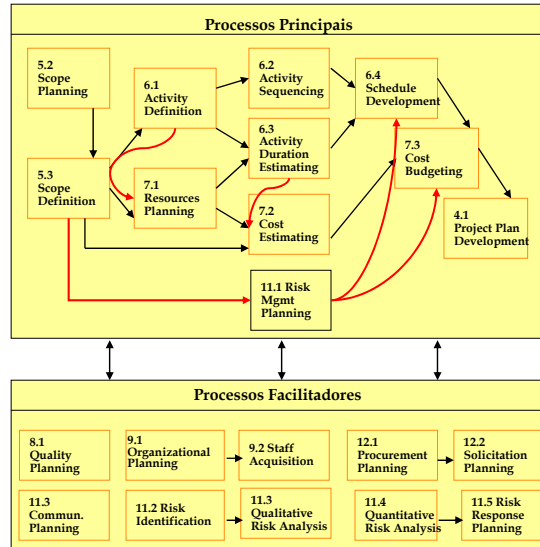 Processos Principais
5.2
Scope
Planning
6.1
Activity
Definition
6.2
Activity
Sequencing
6.4
Schedule
Development
6.3
Activity
Duration
Estimating
7.3
Cost
Budgeting
5.3
Scope
Definition
7.1
Resources
Planning
7.2
Cost
Estimating
4.1
Project Plan
Development
11.1 Risk
Mgmt
Planning
Processos Facilitadores
8.1
Quality
Planning
9.1
Organizational
Planning
9.2 Staff
Acquisition
12.1
Procurement
Planning
12.2
Solicitation
Planning
11.3
Commun.
Planning
11.2 Risk
Identification
11.3
Qualitative
Risk Analysis
11.4
Quantitative
Risk Analysis
11.5 Risk
Response
Planning